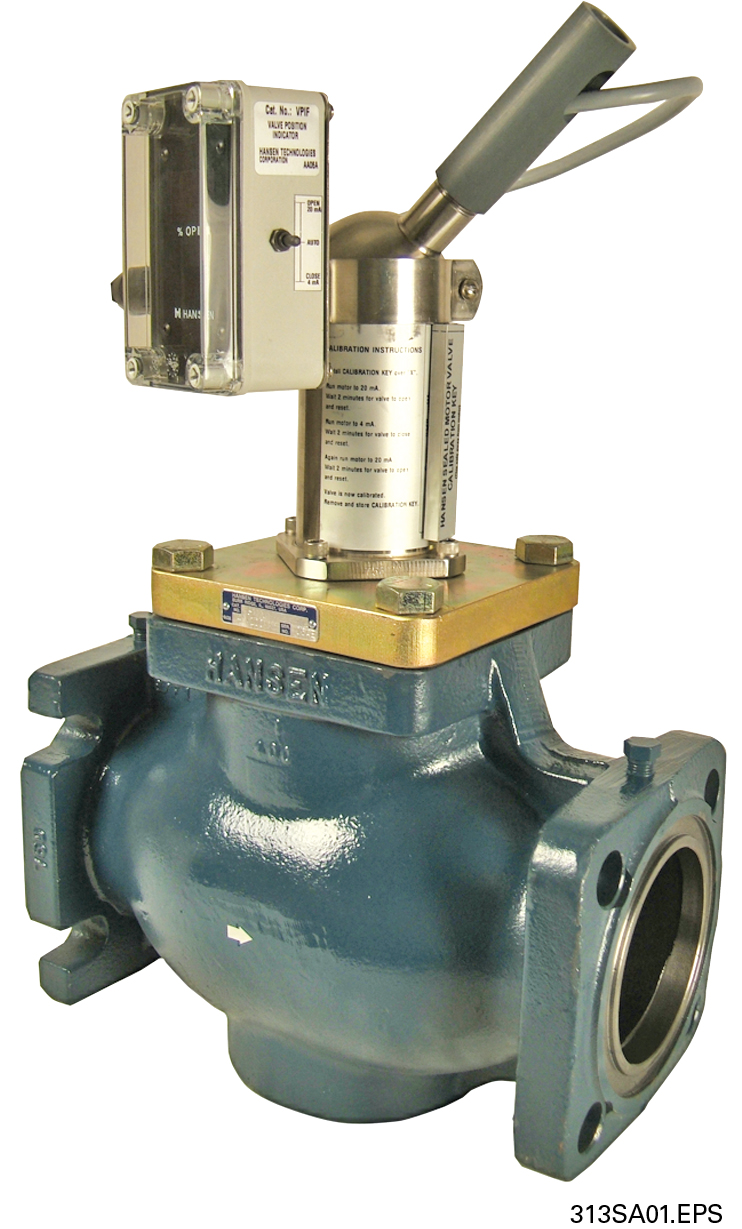 Cat. No.: VPIF
VALVE POSITION
INDICATOR
HANSEN TECHNOLOGIES
CORPORATION AA06A
OPEN
20 mA
AUTO
CLOSE
4 mA
% OPE
HANSEN
CALIBRATION INSTRUCTIONS
CALIBRATION KEY over
Run motor to 20 mA.
Wait 2 minutes for valve to open
and reset.
Run motor to 4 mA.
Wait 2 minutes for valve to close
and reset.
Again run motor to 20 mA
Wait 2 minutes for valve to open
and reset.
Valve is now calibrated.
Remove and store CALIBRATION KEY.
HANSEN SEALED MOTOR VALVE
CALIBRATION KEY
HANSEN TECHNOLOGIES CORP.
HANSEN
400
313SA01.EPS